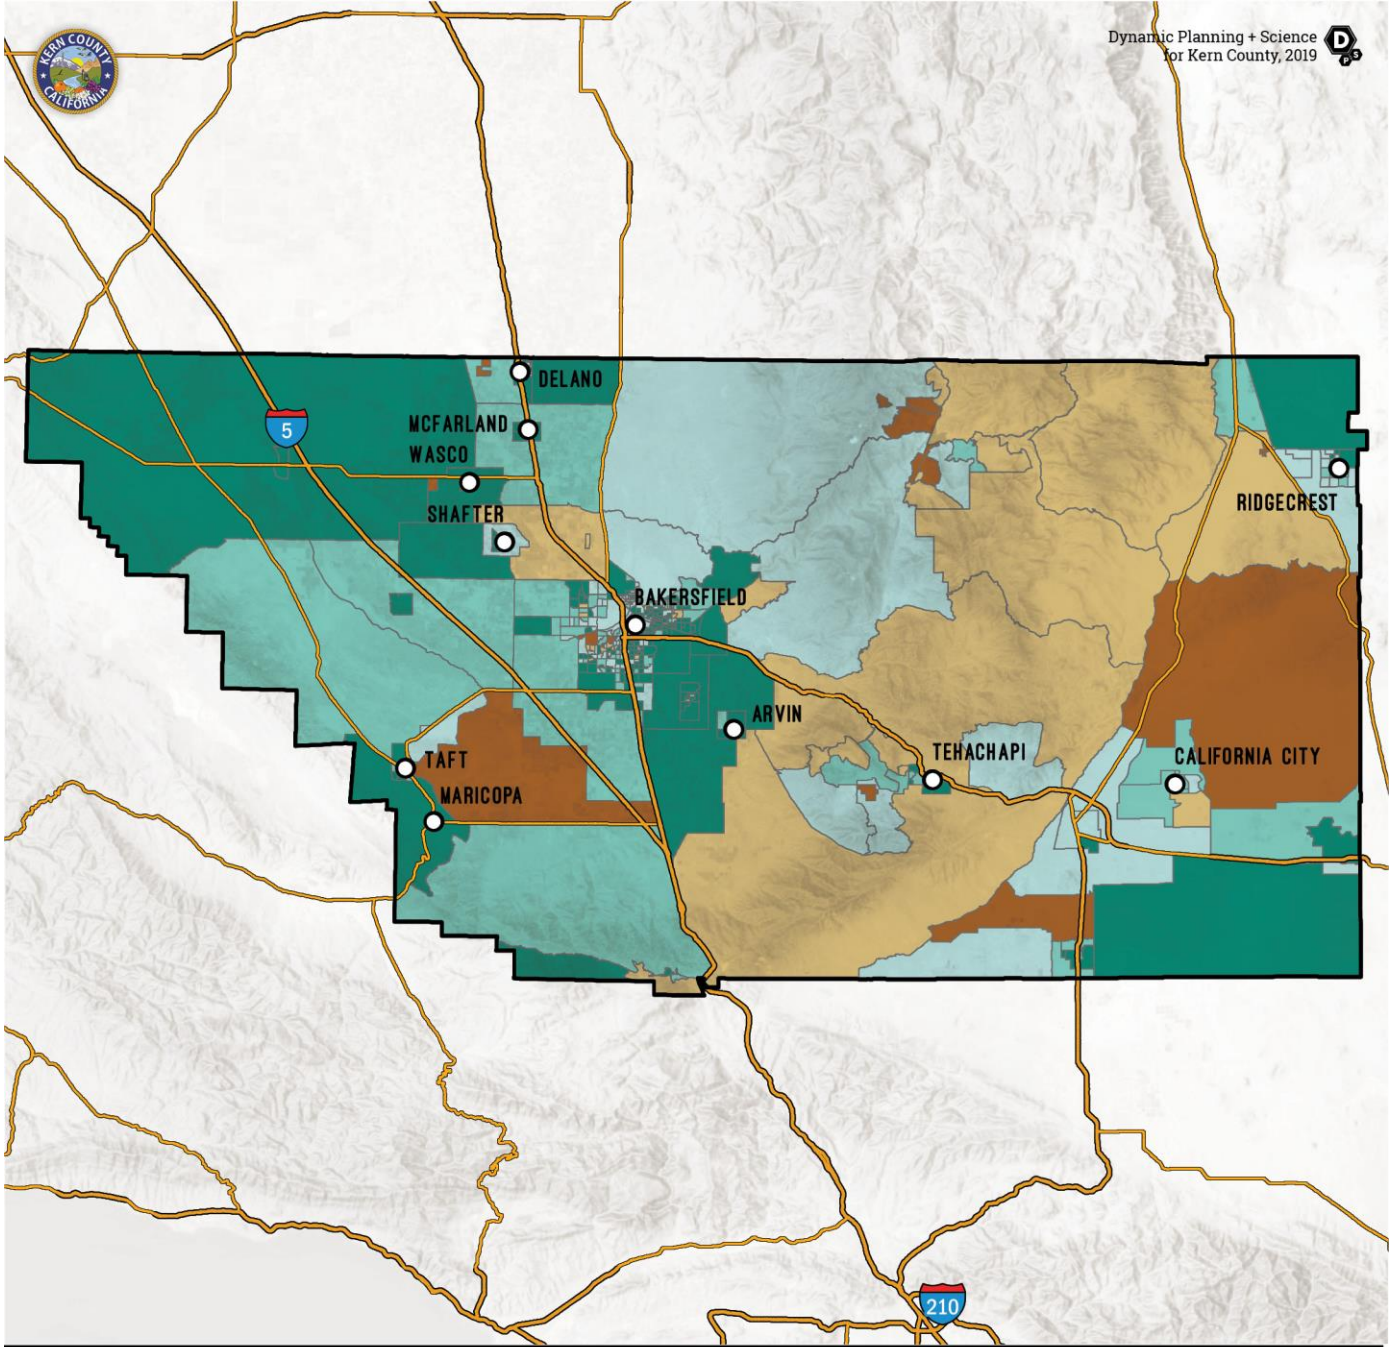 KERN COUNTY
CALIFORNIA
Dynamic Planning + Science
for Kern County, 2019
D
P
S
DELANO
5
MCFARLAND
WASCO
SHAFTER
RIDGECREST
BAKERSFIELD
ARVIN
TAFT
TEHACHAPI
CALIFORNIA CITY
MARICOPA
210